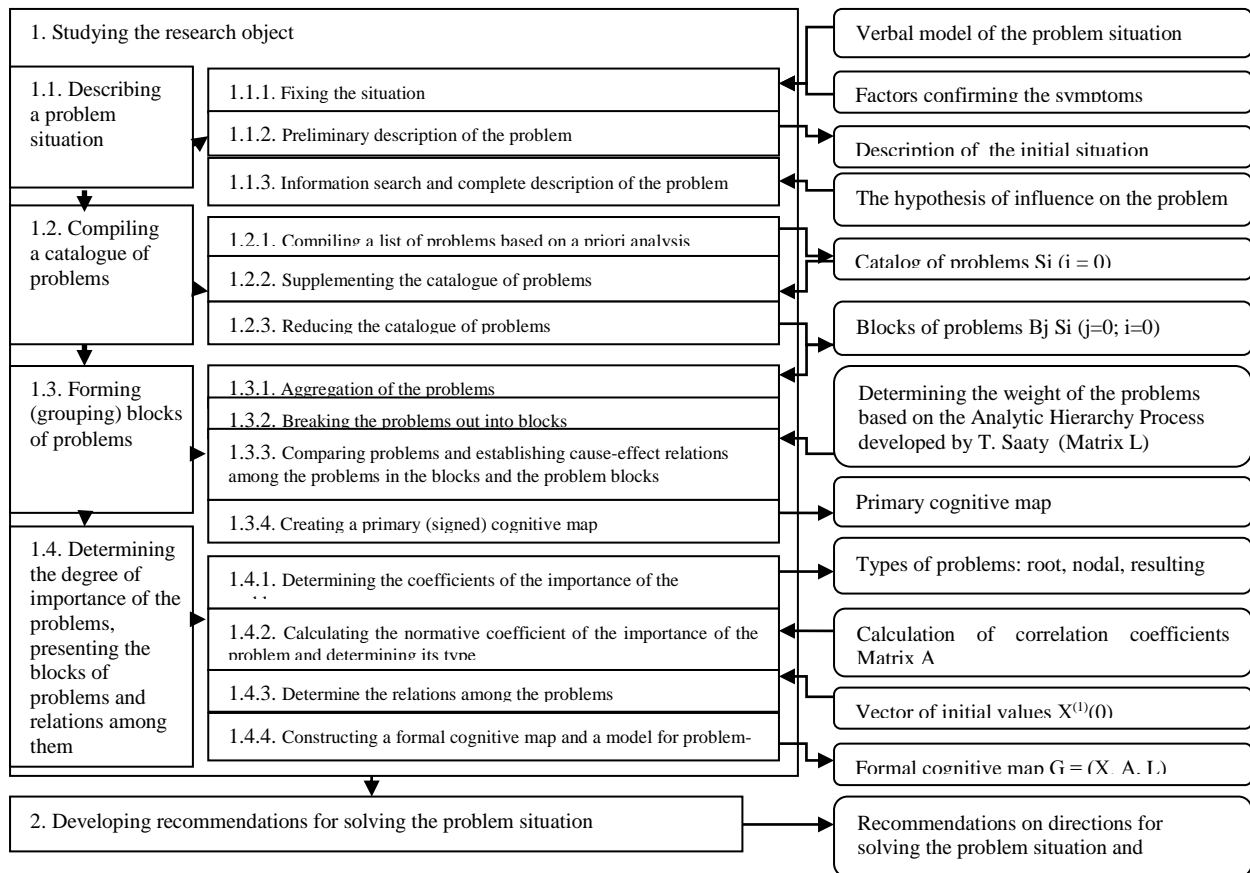 1. Studying the research object
1.1. Describing
a problem
situation
1.1.1. Fixing the situation
1.1.2. Preliminary description of the problem
1.1.3. Information search and complete description of the problem
1.2. Compiling
a catalogue of
problems
1.2.1. Compiling a list of problems based on a priori analysis
1.2.2. Supplementing the catalogue of problems
1.2.3. Reducing the catalogue of problems
1.3. Forming
(grouping) blocks
of problems
1.3.1. Aggregation of the problems
1.3.2. Breaking the problems out into blocks
1.3.3. Comparing problems and establishing cause-effect relations
among the problems in the blocks and the problem blocks
1.3.4. Creating a primary (signed) cognitive map
1.4. Determining
the degree of
importance of the
problems,
presenting the
blocks of
problems and
relations among
them
1.4.1. Determining the coefficients of the importance of the
1.4.2. Calculating the normative coefficient of the importance of the
problem and determining its type
1.4.3. Determine the relations among the problems
1.4.4. Constructing a formal cognitive map and a model for problem-
2. Developing recommendations for solving the problem situation
Verbal model of the problem situation
Factors confirming the symptoms
Description of the initial situation
The hypothesis of influence on the problem
Catalog of problems Si (i = 0)
Blocks of problems Bj Si (j=0; i=0)
Determining the weight of the problems
based on the Analytic Hierarchy Process
developed by T. Saaty (Matrix L)
Primary cognitive map
Types of problems: root, nodal, resulting
Calculation of correlation coefficients
Matrix A
Vector of initial values X⁽¹⁾(0)
Formal cognitive map G = (X, A, L)
Recommendations on directions for
solving the problem situation and